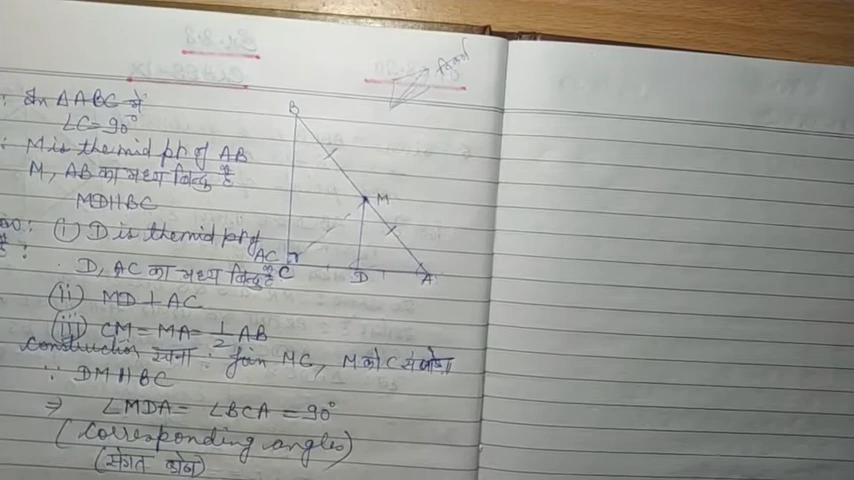 In ΔABC में
∠C=90°
M is the mid pt of AB
M, AB का मध्य बिन्दु है
MD∥BC
(i) D is the mid pt of
AC
D, AC का मध्य बिन्दु है
(ii) MD⊥AC
(iii) CM=MA=1/2 AB
Construction रचना : Join MC, M को C से
∵ DM∥BC
⇒ ∠MDA=∠BCA=90°
(Corresponding angles)
(संगत कोण)
B
M
C
D
A